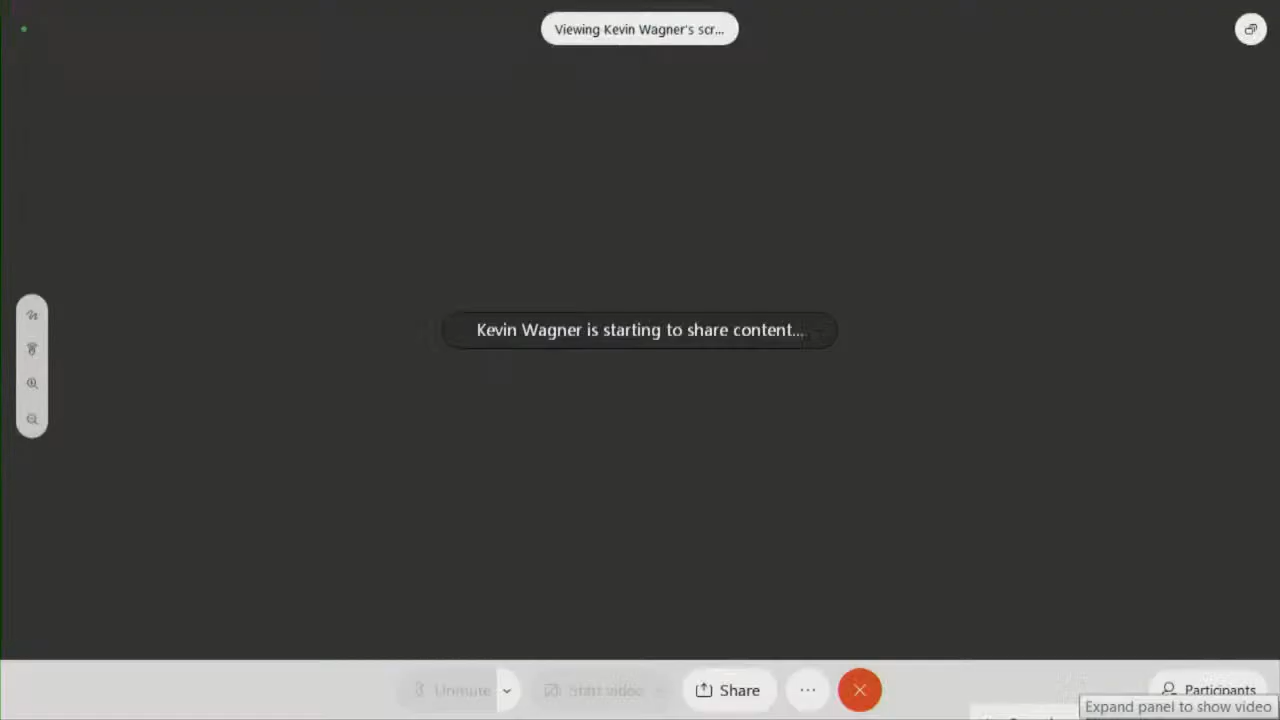 Viewing Kevin Wagner's scr...
Kevin Wagner is starting to share content...
Unmute
Start video
Share
Participants
Expand panel to show video